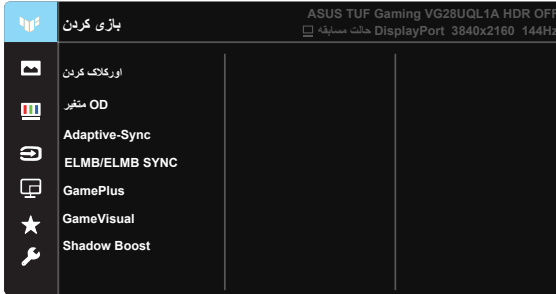 بازی کردن
ASUS TUF Gaming VG28UQL1A HDR OFF
حالت مسابقه DisplayPort 3840x2160 144Hz
اورکلاک کردن
OD متغیر
Adaptive-Sync
ELMB/ELMB SYNC
GamePlus
GameVisual
Shadow Boost